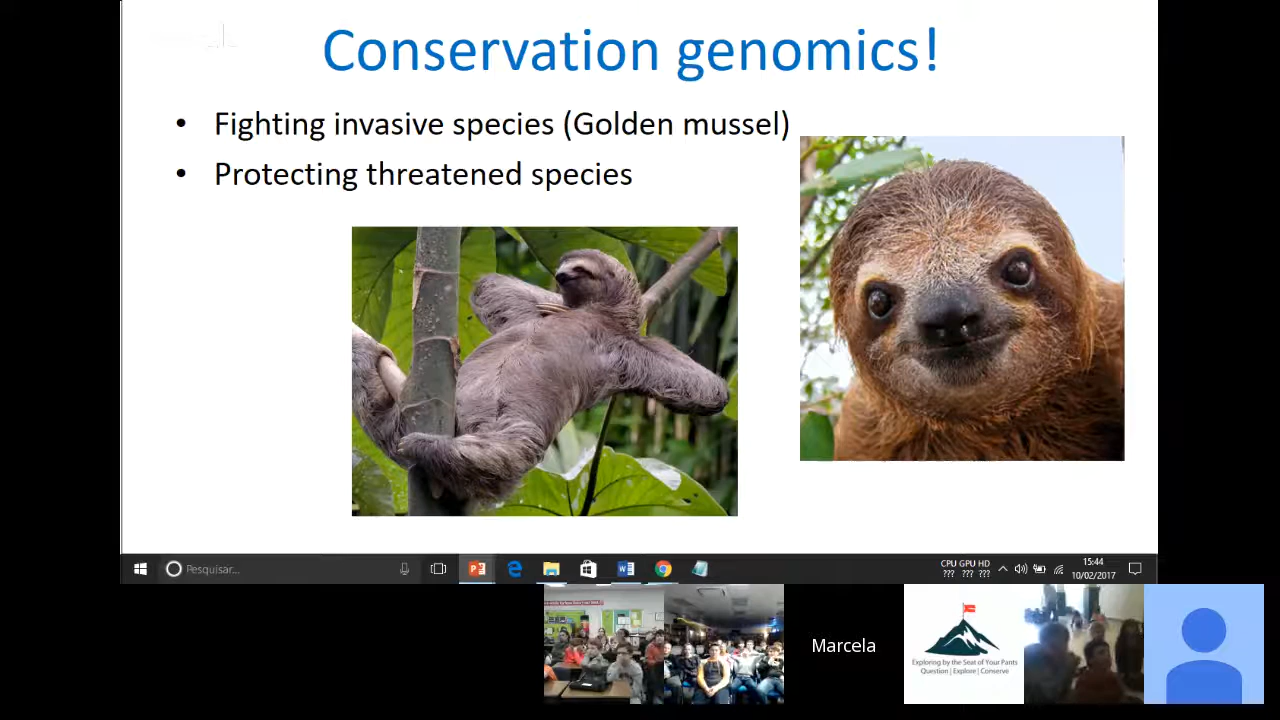 Conservation genomics!
• Fighting invasive species (Golden mussel)
• Protecting threatened species
Pesquisar...
CPU GPU HD
??? ??? ???
15:44
10/02/2017
Marcela
Exploring by the Seat of Your Pants
Question | Explore | Conserve